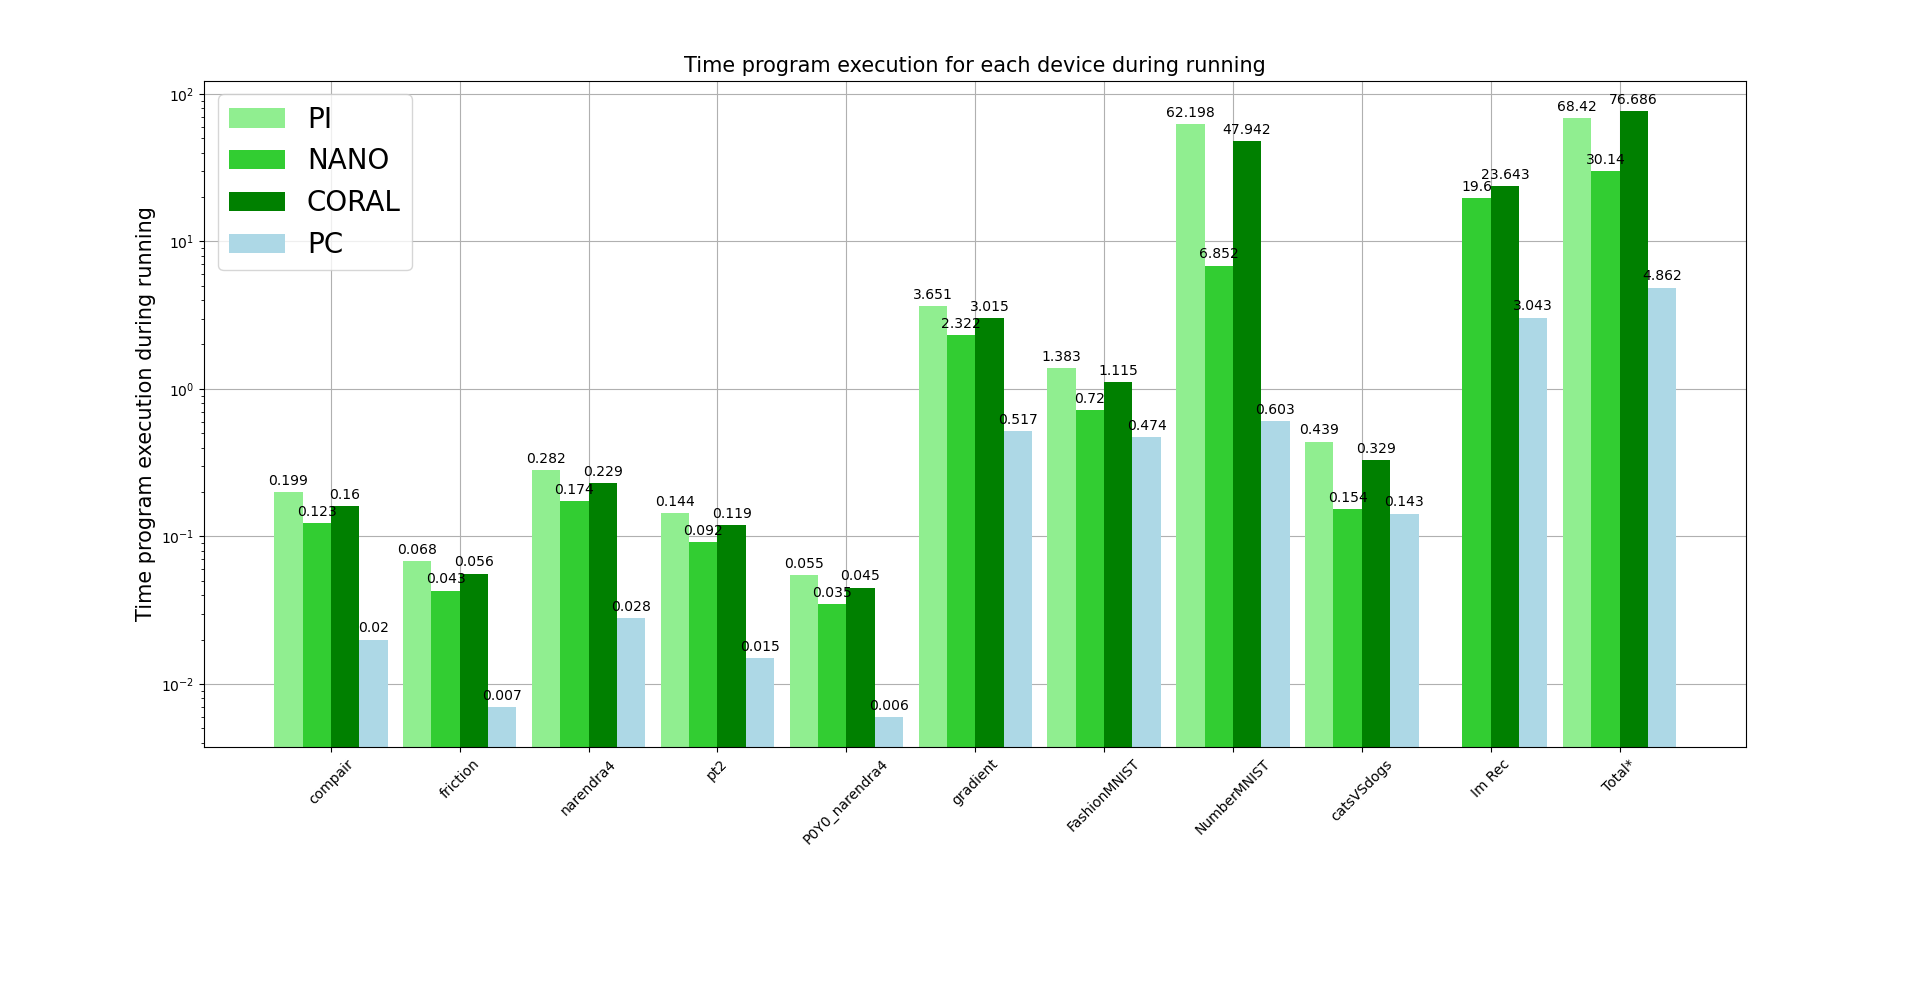 Time program execution for each device during running
Time program execution during running
PI
NANO
CORAL
PC
10²
10¹
10⁰
10⁻¹
10⁻²
0.199
0.123
0.16
0.02
0.068
0.043
0.056
0.007
0.282
0.174
0.229
0.028
0.144
0.092
0.119
0.015
0.055
0.035
0.045
0.006
3.651
2.322
3.015
0.517
1.383
0.72
1.115
0.474
62.198
6.852
47.942
0.603
0.439
0.154
0.329
0.143
19.6
23.643
3.043
68.42
30.14
76.686
4.862
compair
friction
narendra4
pt2
P0Y0_narendra4
gradient
FashionMNIST
NumberMNIST
catsVSdogs
Im Rec
Total*